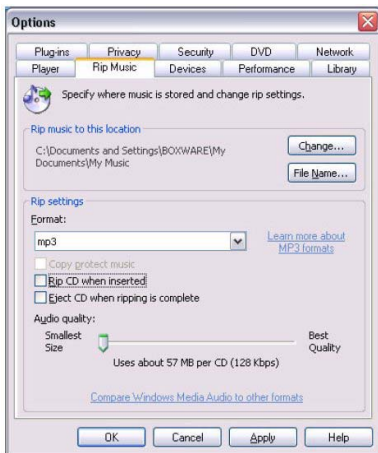 Options
Plug-ins Privacy Security DVD Network
Player Rip Music Devices Performance Library
Specify where music is stored and change rip settings.
Rip music to this location
C:\Documents and Settings\BOXWARE\My
Documents\My Music
Change...
File Name...
Rip settings
Format:
mp3
Learn more about
MP3 formats
Copy protect music
Rip CD when inserted
Eject CD when ripping is complete
Audio quality:
Smallest
Size
Best
Quality
Uses about 57 MB per CD (128 Kbps)
Compare Windows Media Audio to other formats
OK Cancel Apply Help